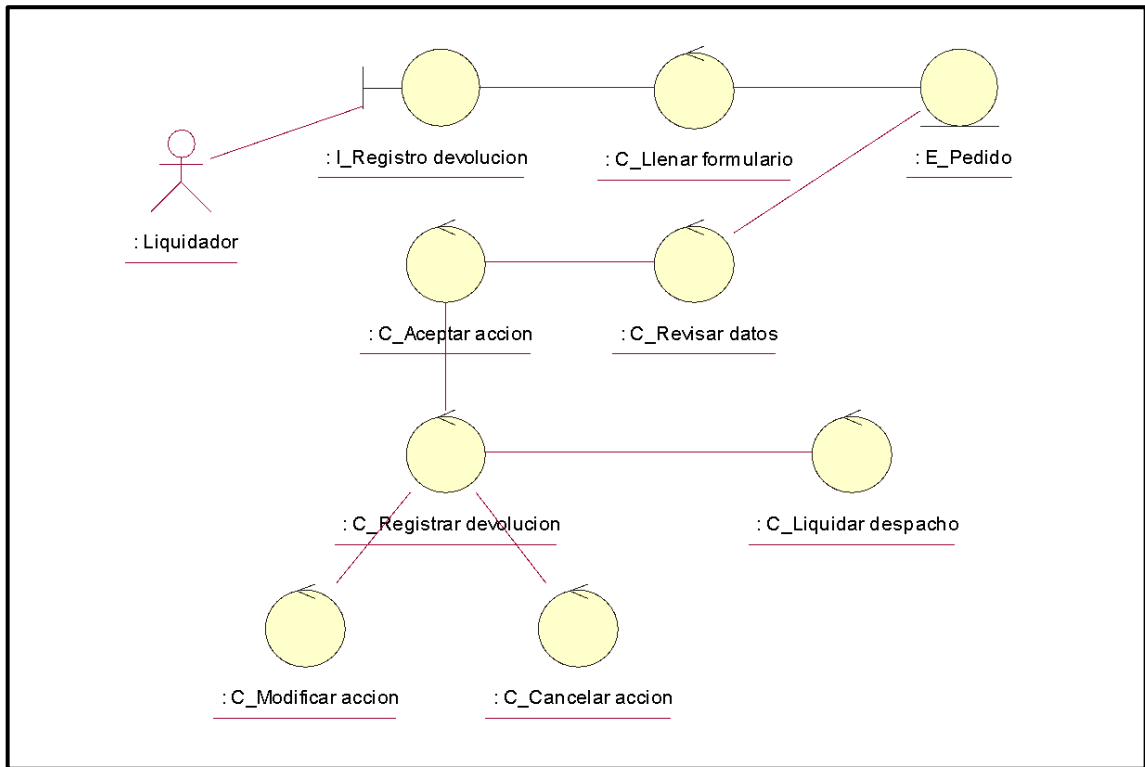 : I_Registro devolucion
: C_Llenar formulario
: E_Pedido
: Liquidador
: C_Aceptar accion
: C_Revisar datos
: C_Registrar devolucion
: C_Liquidar despacho
: C_Modificar accion
: C_Cancelar accion